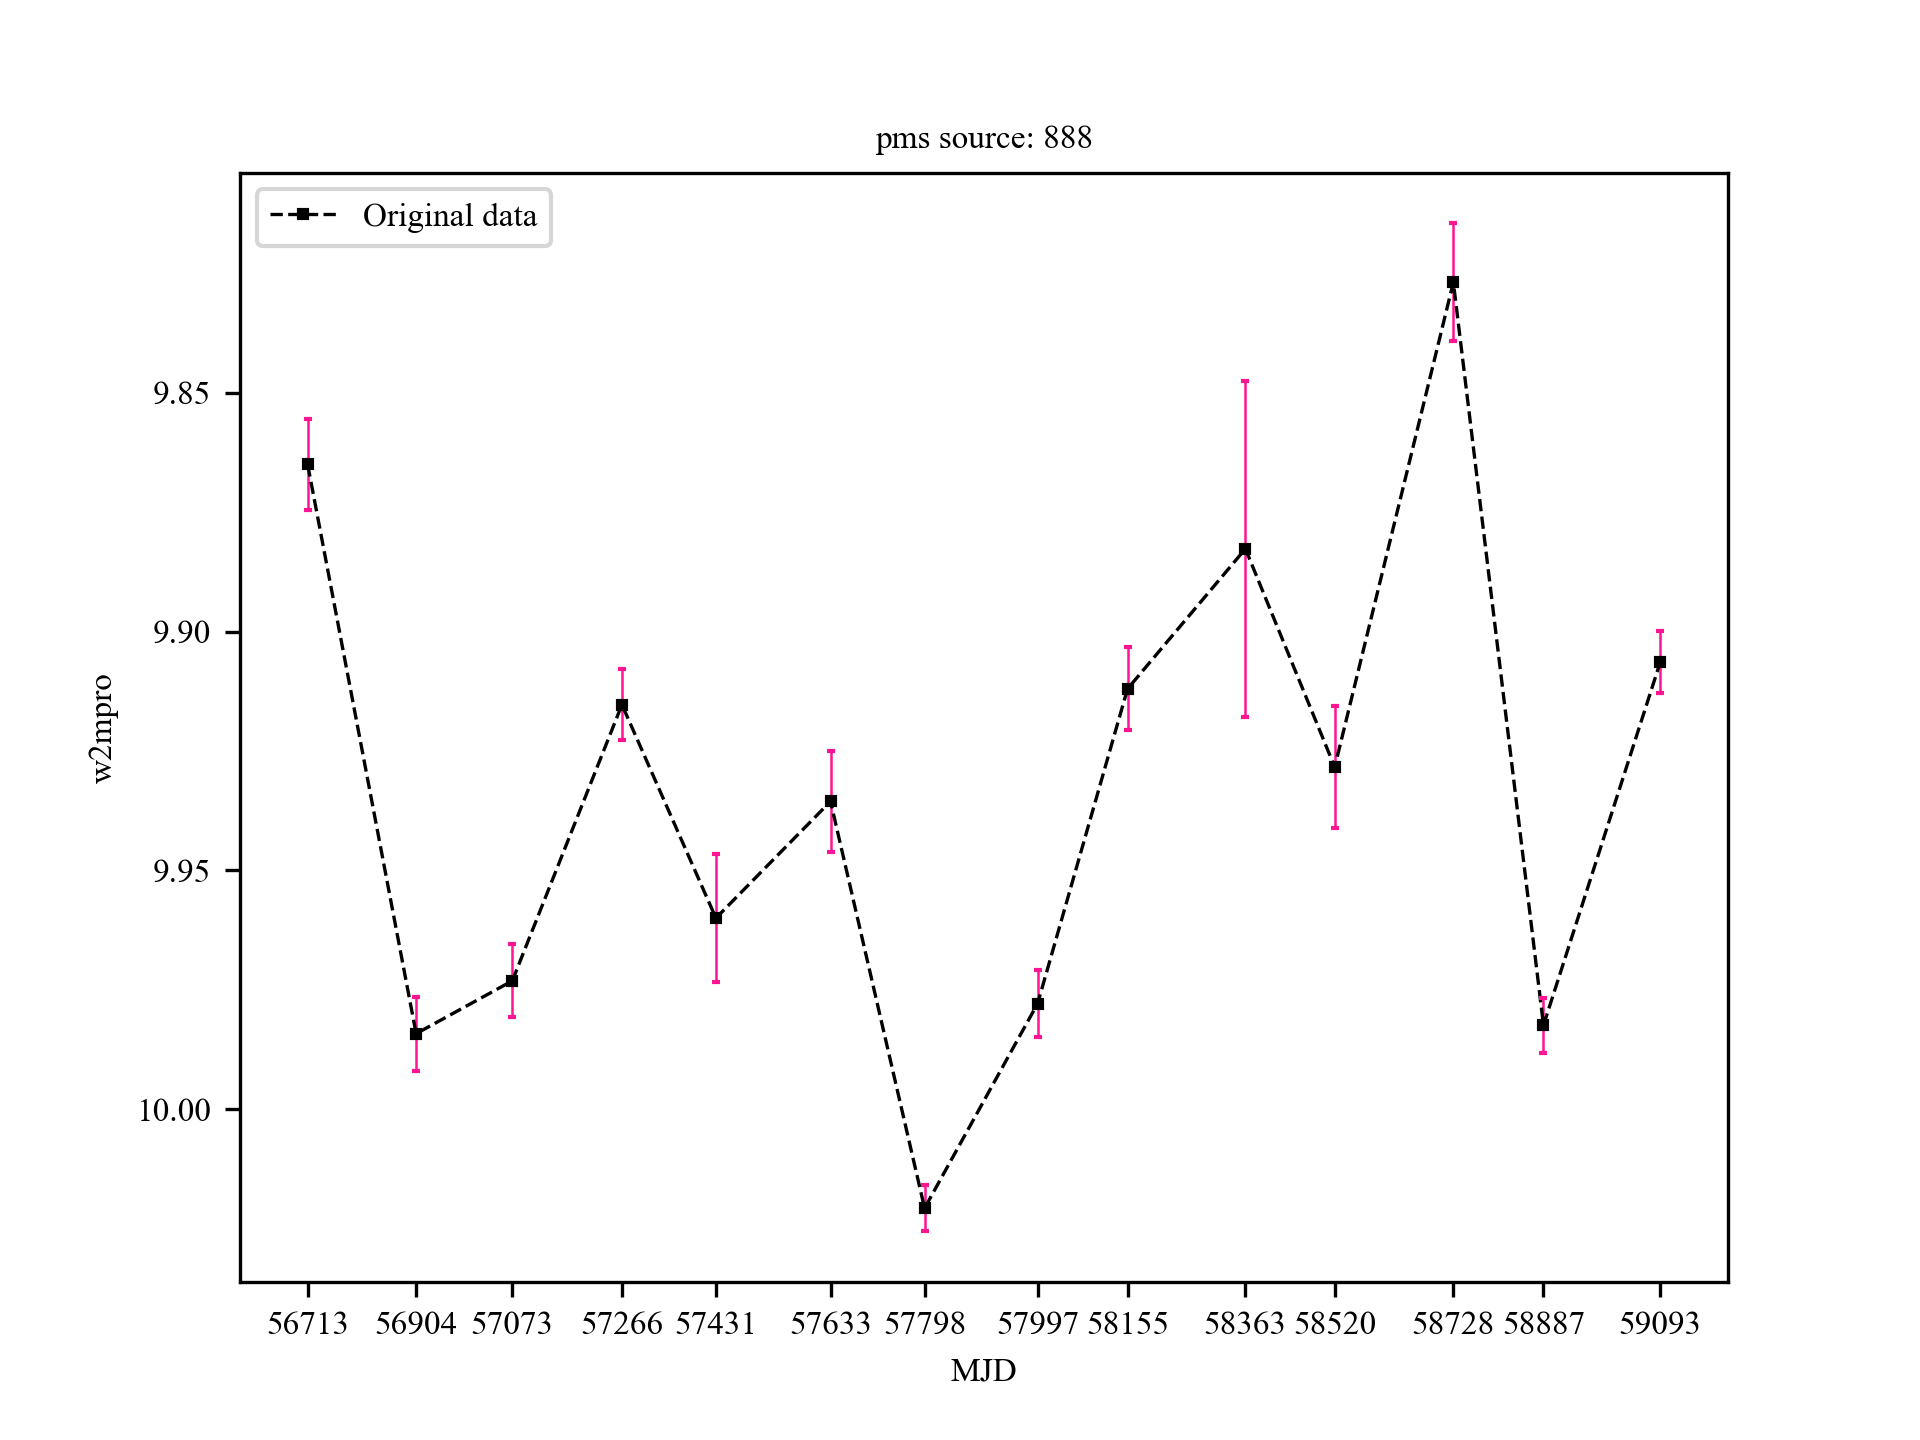 pms source: 888
Original data
9.85
9.90
9.95
10.00
w2mpro
56713 56904 57073 57266 57431 57633 57798 57997 58155 58363 58520 58728 58887 59093
MJD